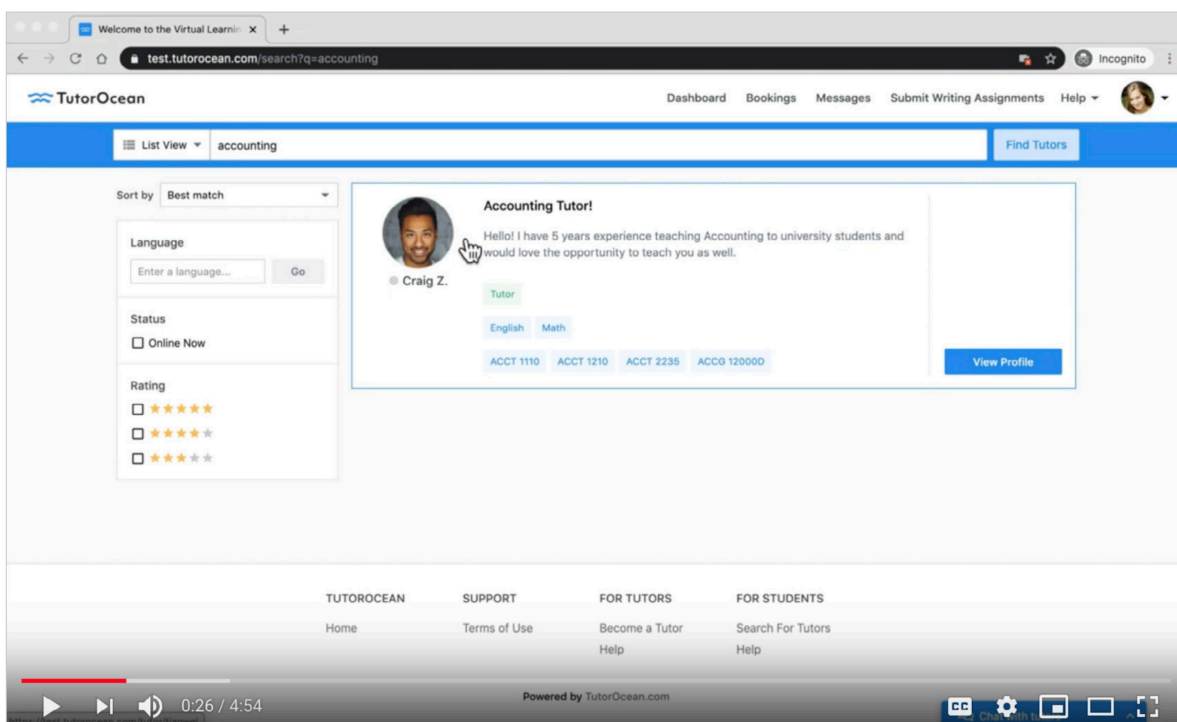 Welcome to the Virtual Learnin
test.tutorocean.com/search?q=accounting
Incognito
TutorOcean
Dashboard Bookings Messages Submit Writing Assignments Help
List View accounting Find Tutors
Sort by Best match
Language
Enter a language... Go
Status
Online Now
Rating
Accounting Tutor!
Hello! I have 5 years experience teaching Accounting to university students and
would love the opportunity to teach you as well.
Craig Z.
Tutor
English Math
ACCT 1110 ACCT 1210 ACCT 2235 ACCG 12000D
View Profile
TUTOROCEAN SUPPORT FOR TUTORS FOR STUDENTS
Home Terms of Use Become a Tutor Search For Tutors
Help Help
Powered by TutorOcean.com
0:26 / 4:54
CC
Chat with